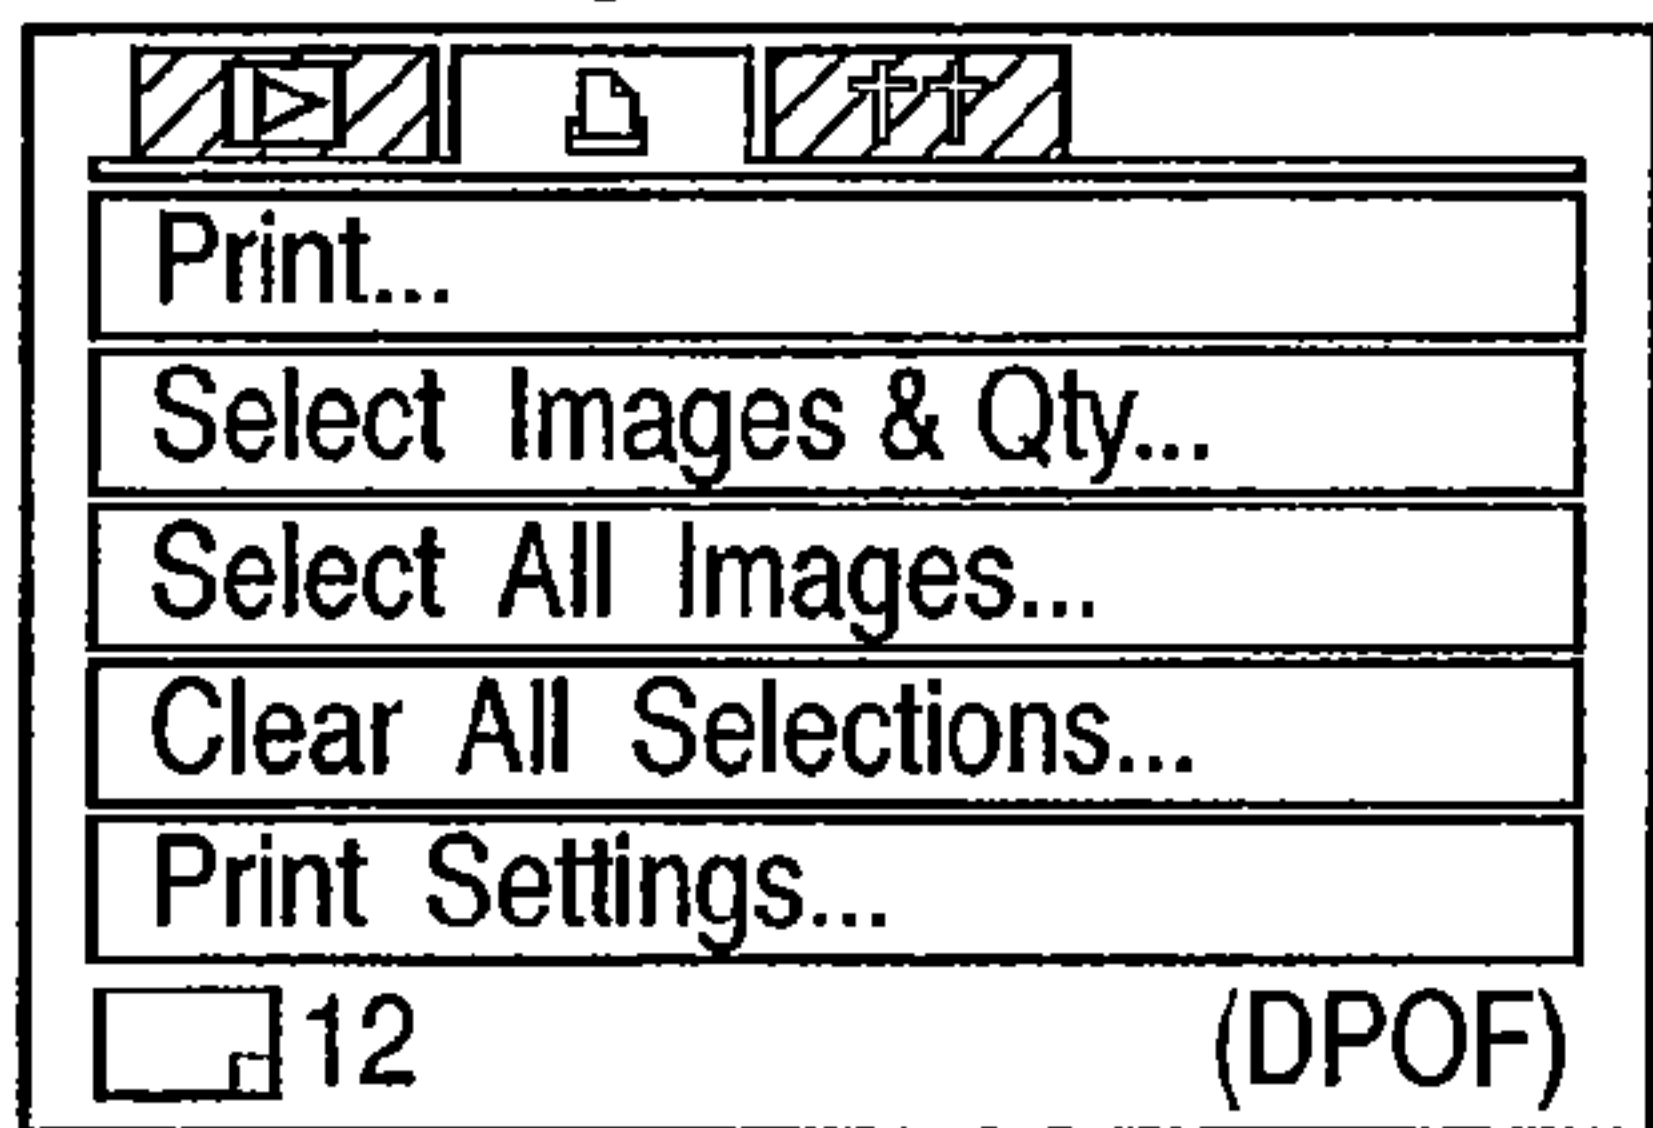 Print...
Select Images & Qty...
Select All Images...
Clear All Selections...
Print Settings...
12 (DPOF)